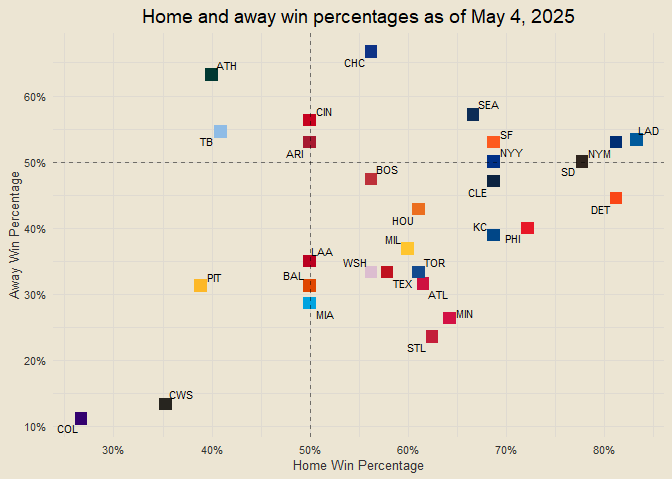 Home and away win percentages as of May 4, 2025
CHC
ATH
60%
SEA
CIN
LAD
TB
SF
ARI
NYY
NYM
50%
SD
BOS
CLE
DET
HOU
40%
KC
PHI
MIL
LAA
WSH
TOR
PIT
BAL
TEX
30%
ATL
MIA
MIN
STL
20%
CWS
COL
10%
30%
40%
50%
60%
70%
80%
Home Win Percentage
Away Win Percentage